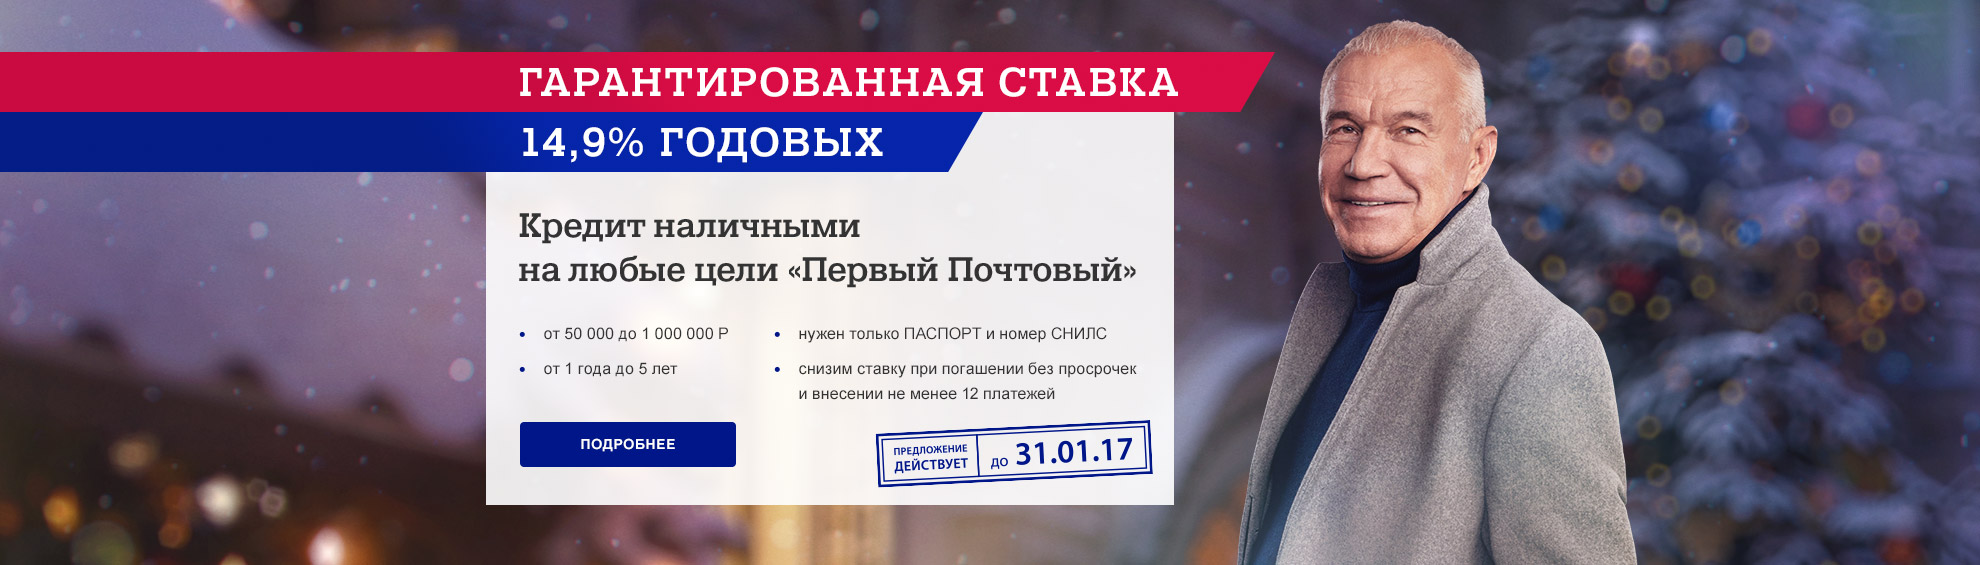 ГАРАНТИРОВАННАЯ СТАВКА
14,9% ГОДОВЫХ
Кредит наличными
на любые цели «Первый Почтовый»
• от 50 000 до 1 000 000 Р
• от 1 года до 5 лет
• нужен только ПАСПОРТ и номер СНИЛС
• снизим ставку при погашении без просрочек
и внесении не менее 12 платежей
ПОДРОБНЕЕ
ПРЕДЛОЖЕНИЕ
ДЕЙСТВУЕТ
ДО 31.01.17